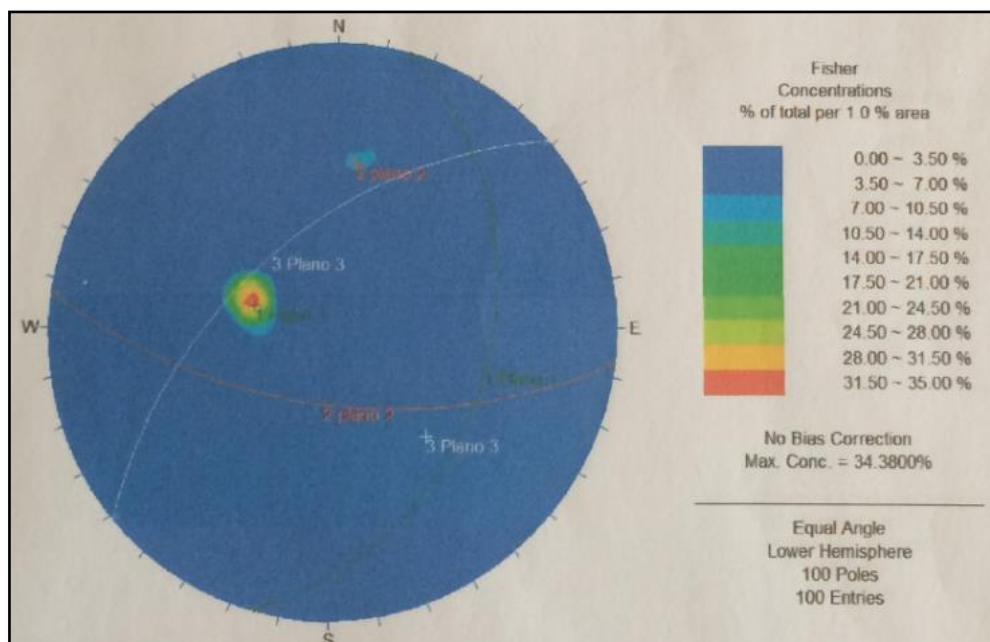 N
2 plano 2
3 Plano 3
W
E
2 plano 2
3 Plano 3
S
Fisher
Concentrations
% of total per 1.0 % area
0.00 ~ 3.50 %
3.50 ~ 7.00 %
7.00 ~ 10.50 %
10.50 ~ 14.00 %
14.00 ~ 17.50 %
17.50 ~ 21.00 %
21.00 ~ 24.50 %
24.50 ~ 28.00 %
28.00 ~ 31.50 %
31.50 ~ 35.00 %
No Bias Correction
Max. Conc. = 34.3800%
Equal Angle
Lower Hemisphere
100 Poles
100 Entries